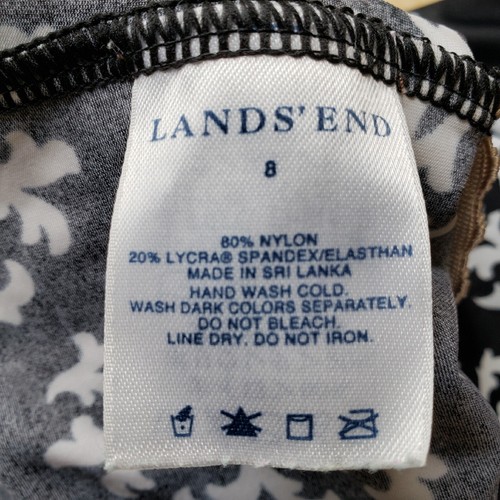 LANDS' END
8
80% NYLON
20% LYCRA® SPANDEX/ELASTHAN
MADE IN SRI LANKA
HAND WASH COLD.
WASH DARK COLORS SEPARATELY.
DO NOT BLEACH.
LINE DRY. DO NOT IRON.